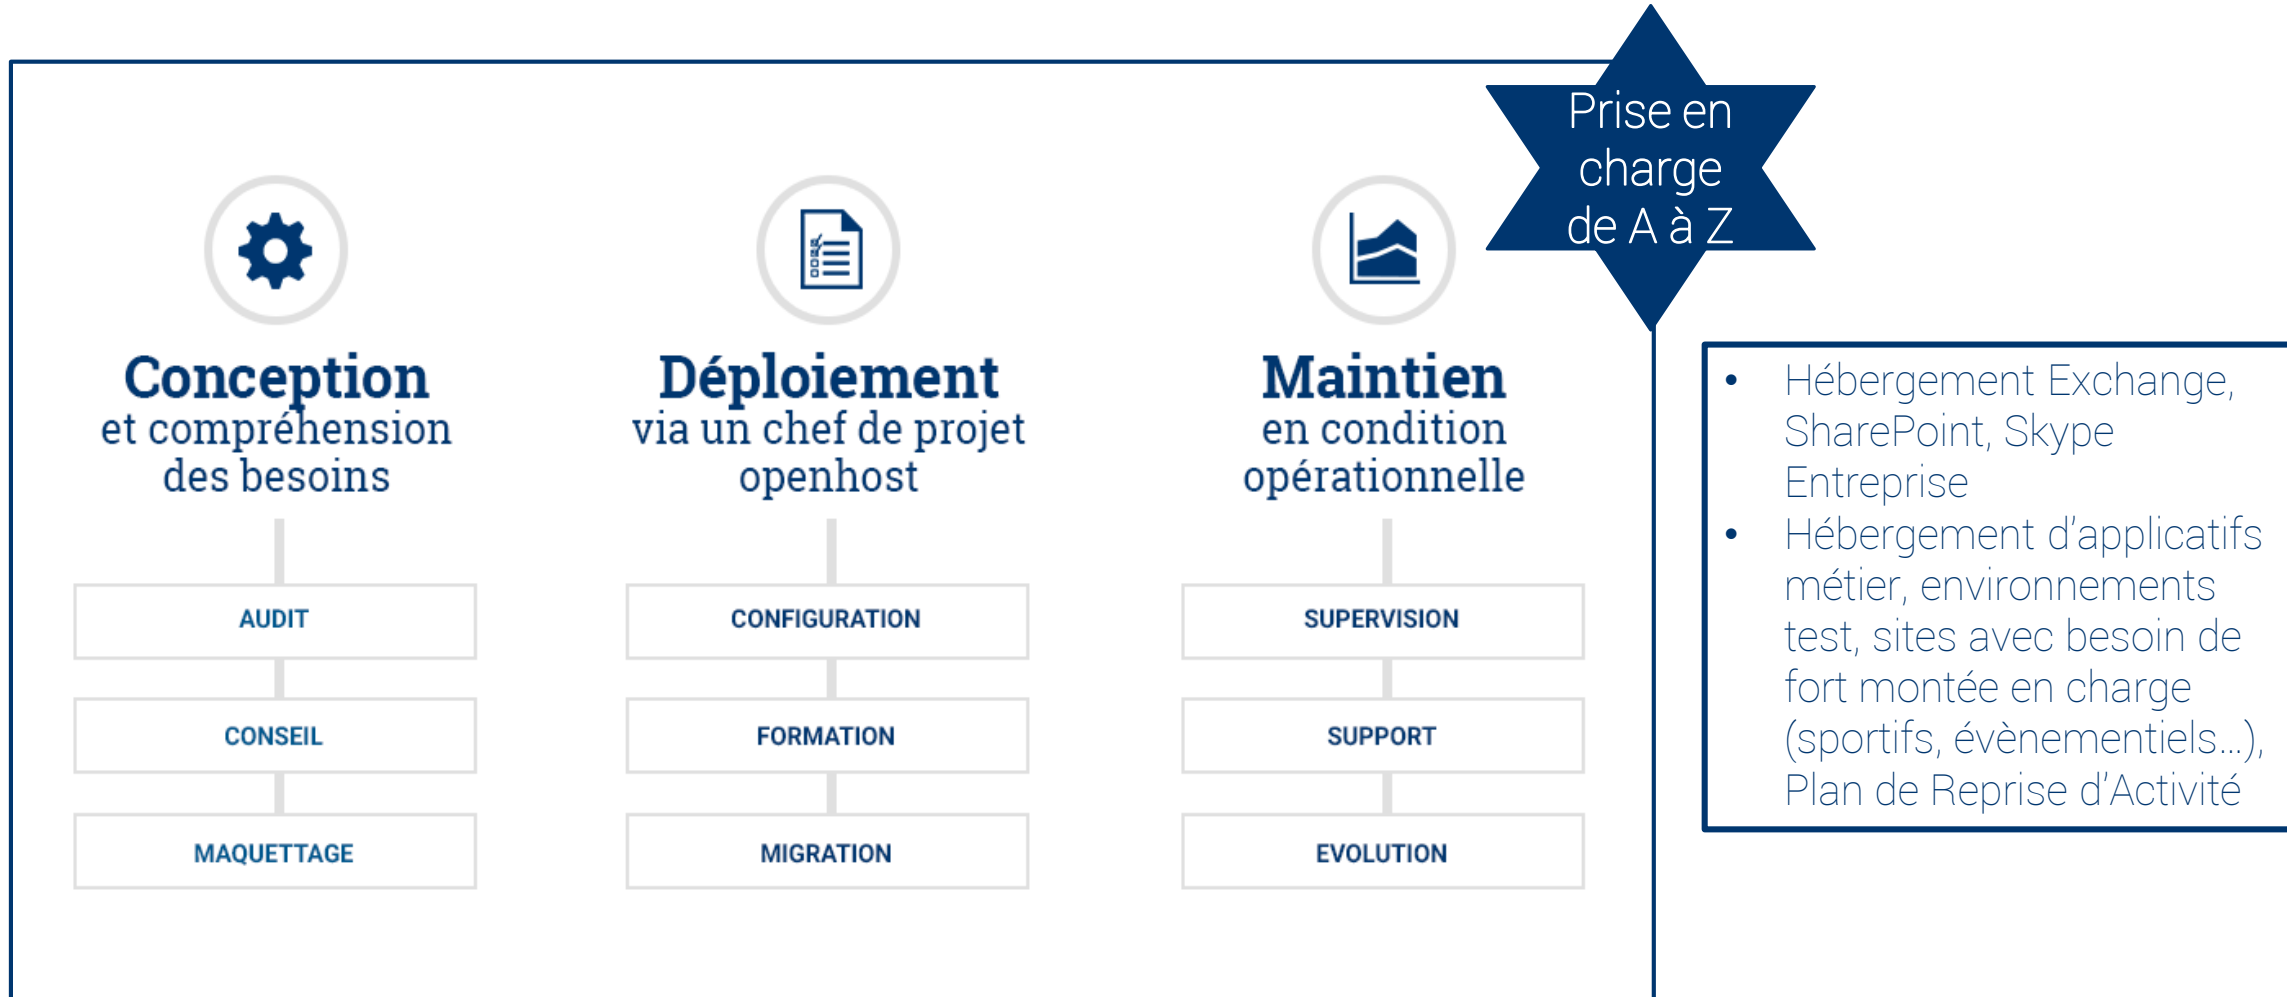 Prise en
charge
de A à Z
Conception
et compréhension
des besoins
AUDIT
CONSEIL
MAQUETTAGE
Déploiement
via un chef de projet
openhost
CONFIGURATION
FORMATION
MIGRATION
Maintien
en condition
opérationnelle
SUPERVISION
SUPPORT
EVOLUTION
• Hébergement Exchange,
SharePoint, Skype
Entreprise
• Hébergement d'applicatifs
métier, environnements
test, sites avec besoin de
fort montée en charge
(sportifs, évènementiels…),
Plan de Reprise d'Activité